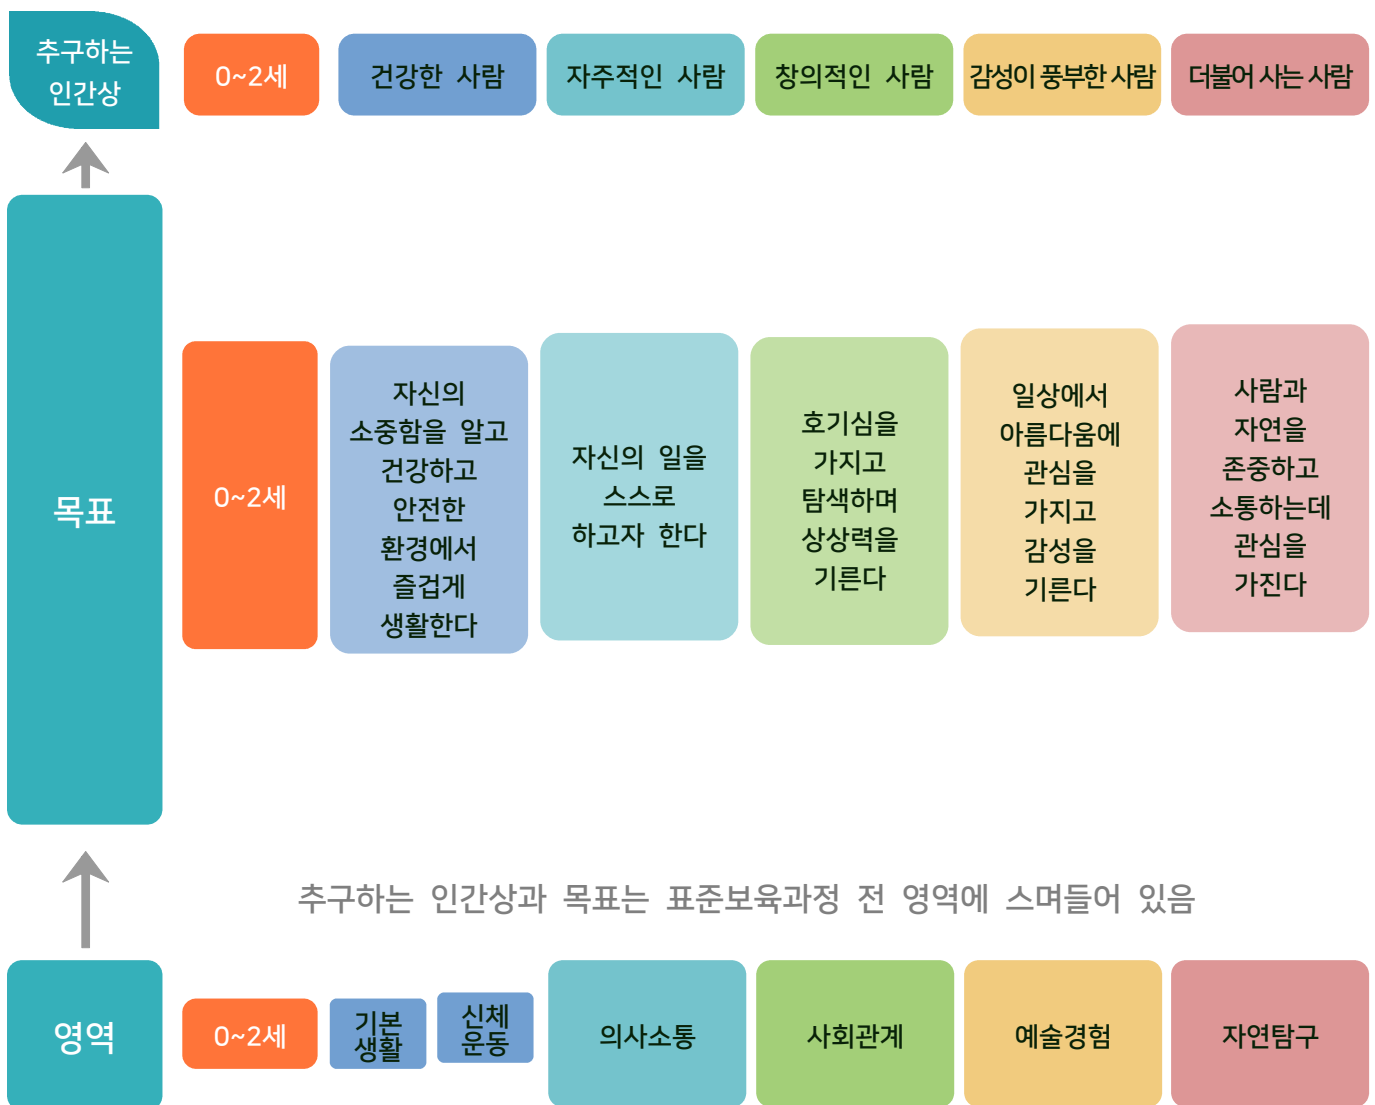 추구하는
인간상
0~2세
건강한 사람
자주적인 사람
창의적인 사람
감성이 풍부한 사람
더불어 사는 사람
목표
0~2세
자신의
소중함을 알고
건강하고
안전한
환경에서
즐겁게
생활한다
자신의 일을
스스로
하고자 한다
호기심을
가지고
탐색하며
상상력을
기른다
일상에서
아름다움에
관심을
가지고
감성을
기른다
사람과
자연을
존중하고
소통하는데
관심을
가진다
추구하는 인간상과 목표는 표준보육과정 전 영역에 스며들어 있음
영역
0~2세
기본
생활
신체
운동
의사소통
사회관계
예술경험
자연탐구